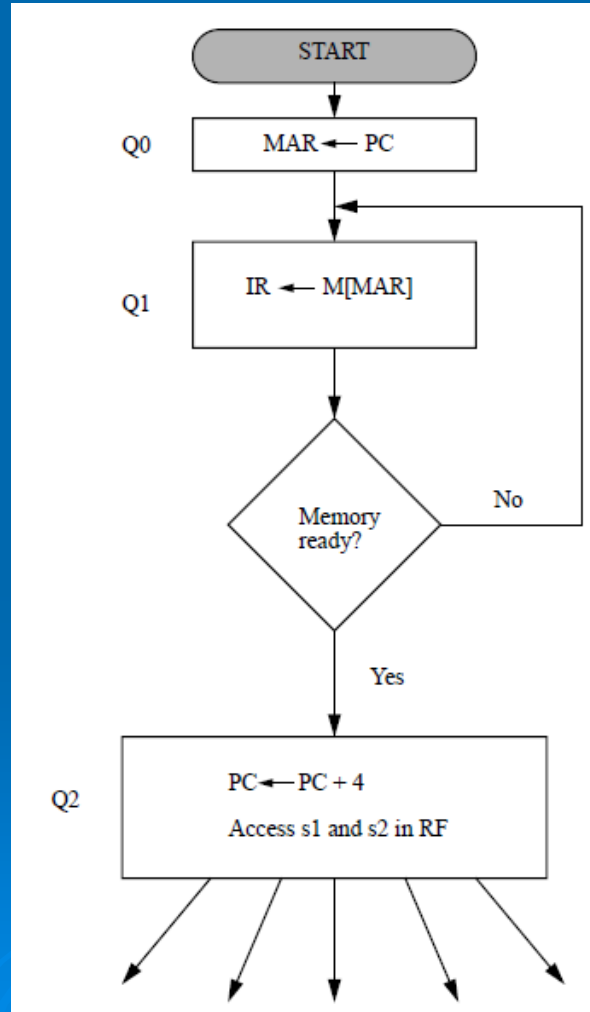 START
Q0
MAR ← PC
Q1
IR ← M[MAR]
Memory
ready?
No
Yes
Q2
PC ← PC + 4
Access s1 and s2 in RF